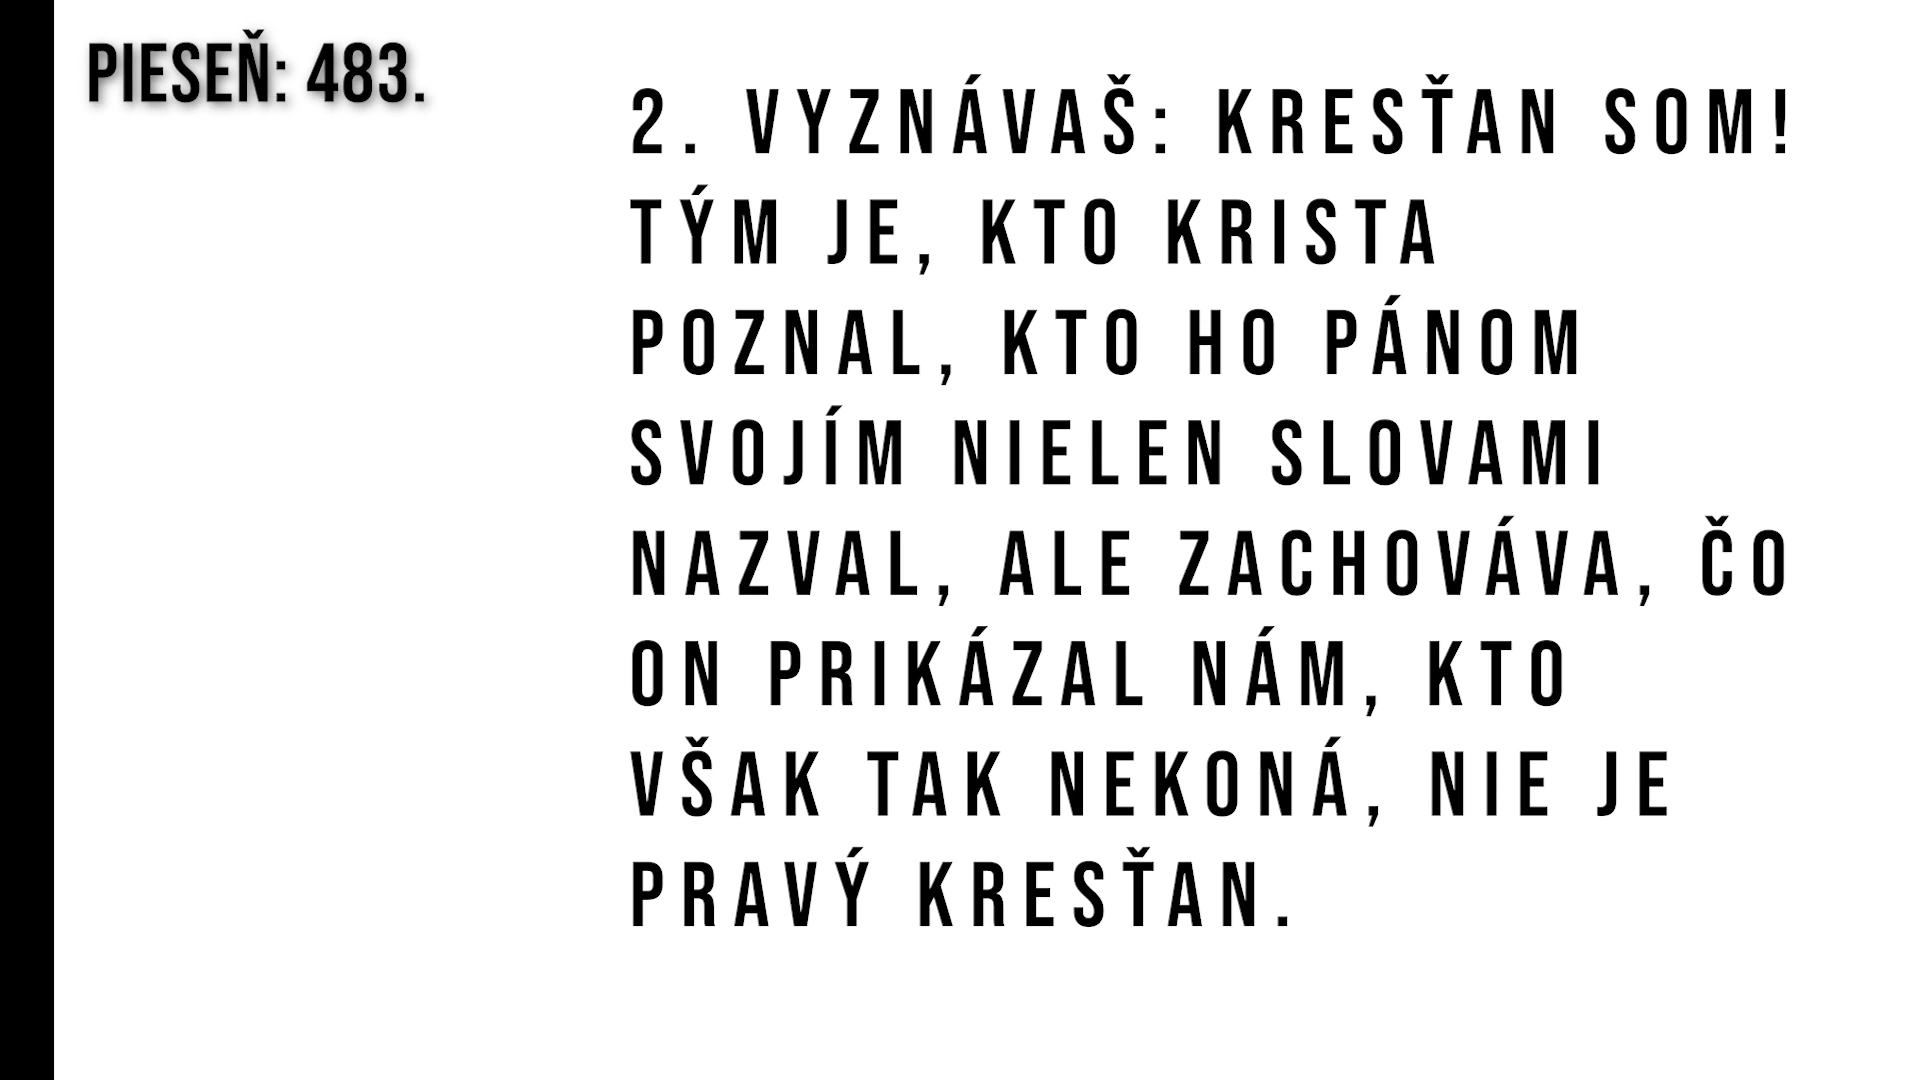 PIESEŇ: 483.
2. VYZNÁVAŠ: KRESŤAN SOM!
TÝM JE, KTO KRISTA
POZNAL, KTO HO PÁNOM
SVOJÍM NIELEN SLOVAMI
NAZVAL, ALE ZACHOVÁVA, ČO
ON PRIKÁZAL NÁM, KTO
VŠAK TAK NEKONÁ, NIE JE
PRAVÝ KRESŤAN.